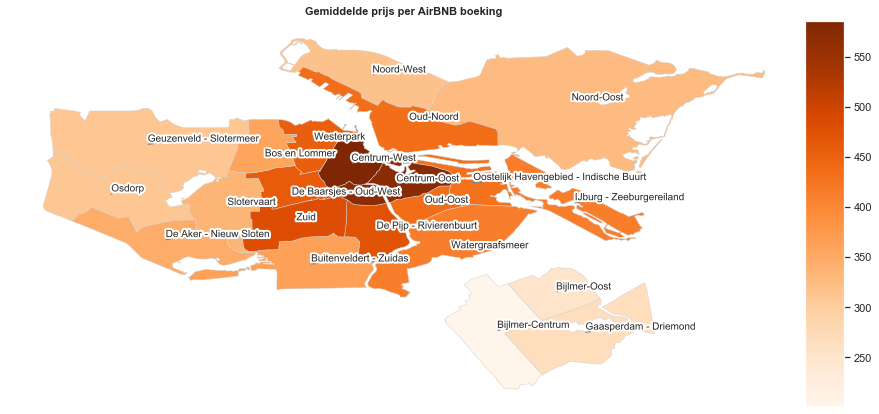 Gemiddelde prijs per AirBNB boeking
Noord-West
Noord-Oost
Oud-Noord
Geuzenveld - Slotermeer
Westerpark
Bos en Lommer
Centrum-West
Centrum-Oost
Oostelijk Havengebied - Indische Buurt
Osdorp
De Baarsjes - Oud-West
IJburg - Zeeburgereiland
Slotervaart
Oud-Oost
Zuid
De Pijp - Rivierenbuurt
De Aker - Nieuw Sloten
Watergraafsmeer
Buitenveldert - Zuidas
Bijlmer-Oost
Bijlmer-Centrum
Gaasperdam - Driemond
550
500
450
400
350
300
250